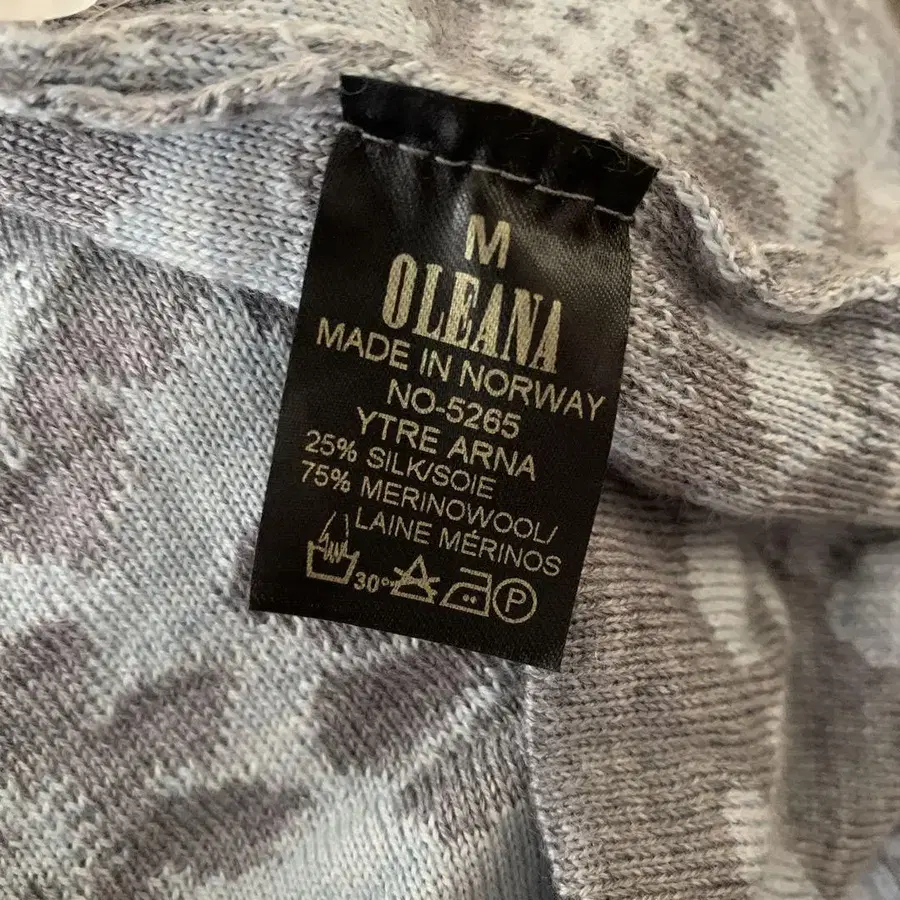 M
OLEANA
MADE IN NORWAY
NO-5265
YTRE ARNA
25% SILK/SOIE
75% MERINOWOOL/
LAINE MÉRINOS
30° P